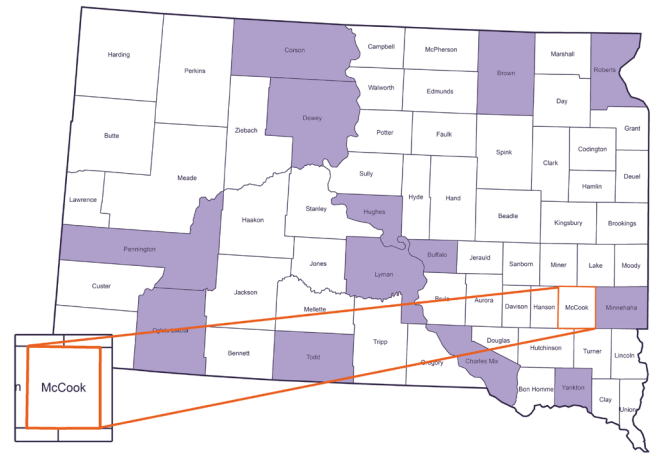 Harding
Perkins
Corson
Campbell
McPherson
Brown
Marshall
Roberts
Walworth
Edmunds
Day
Dewey
Ziebach
Butte
Potter
Faulk
Grant
Meade
Spink
Clark
Codington
Sully
Deuel
Hamlin
Lawrence
Hyde
Hand
Stanley
Hughes
Beadle
Haakon
Kingsbury
Brookings
Pennington
Buffalo
Jerauld
Jones
Sanborn
Miner
Lake
Moody
Lyman
Custer
Jackson
Brule
Aurora
Davison
Hanson
McCook
Minnehaha
Mellette
Oglala Lakota
Tripp
Douglas
Hutchinson
Turner
Lincoln
Bennett
Todd
Gregory
Charles Mix
Bon Homme
Yankton
Clay
Union
n
McCook